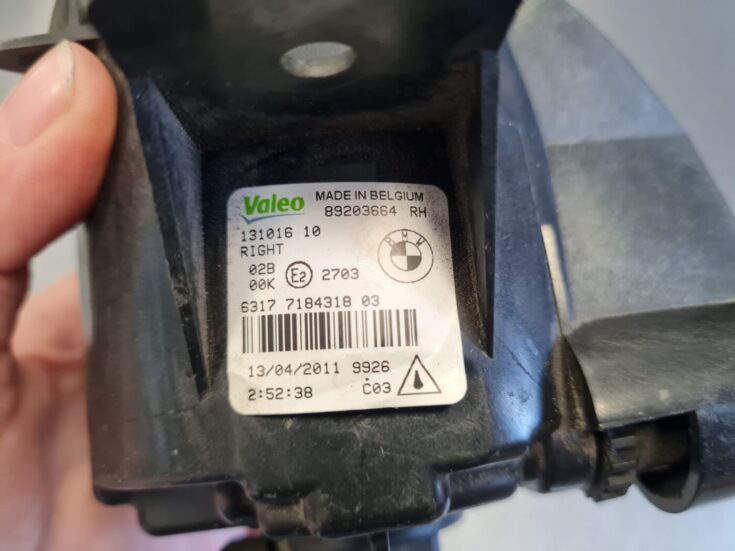 Valeo MADE IN BELGIUM
89203664 RH
131016 10
RIGHT
BMW
02B
00K E2 2703
6317 7184318 03
13/04/2011 9926
2:52:38 C03